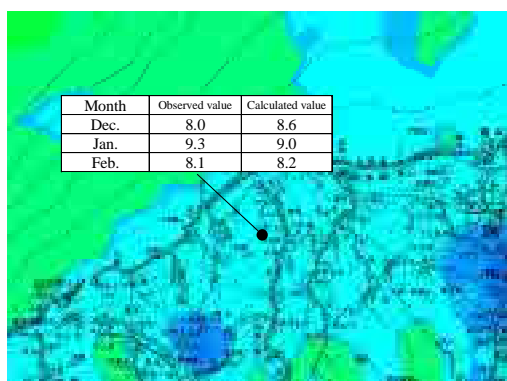 Month Observed value Calculated value
Dec. 8.0 8.6
Jan. 9.3 9.0
Feb. 8.1 8.2